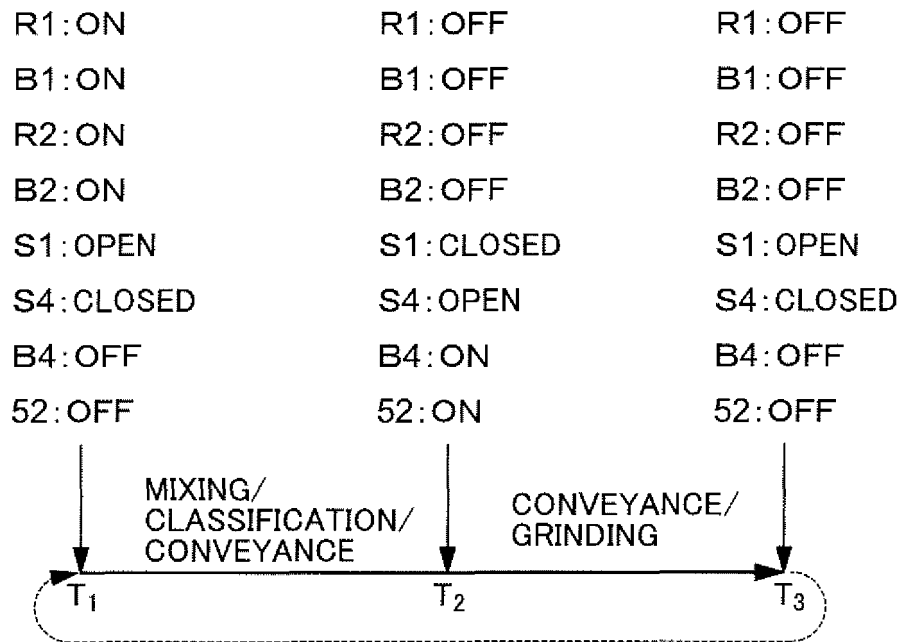 R1:ON R1:OFF R1:OFF
B1:ON B1:OFF B1:OFF
R2:ON R2:OFF R2:OFF
B2:ON B2:OFF B2:OFF
S1:OPEN S1:CLOSED S1:OPEN
S4:CLOSED S4:OPEN S4:CLOSED
B4:OFF B4:ON B4:OFF
52:OFF 52:ON 52:OFF
MIXING/
CLASSIFICATION/
CONVEYANCE
CONVEYANCE/
GRINDING
T1 T2 T3